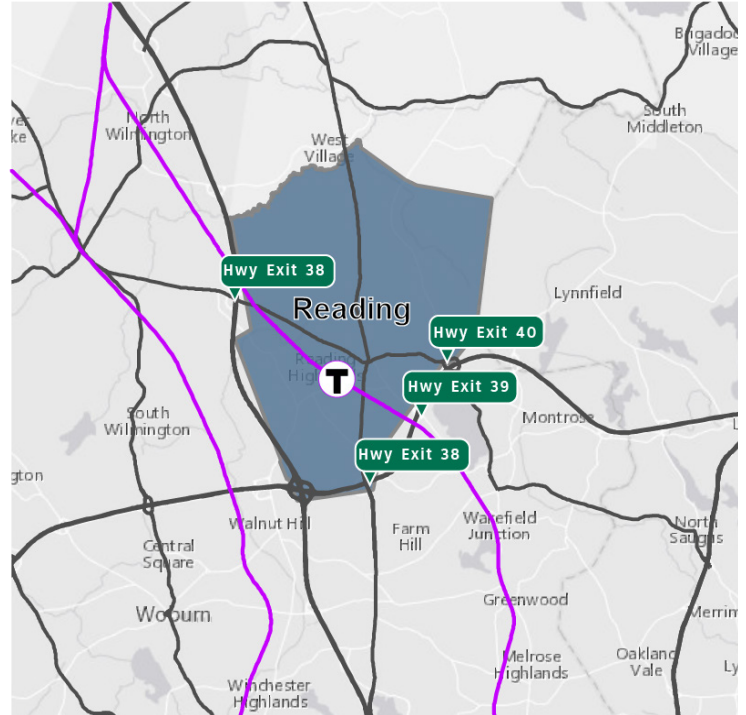 Brigadoon
Village
North
Wilmington
South
Middleton
West
Village
Hwy Exit 38
Lynnfield
Reading
Hwy Exit 40
Hwy Exit 39
T
Montrose
South
Wilmington
Hwy Exit 38
Walnut Hill
Farm
Hill
Wakefield
Junction
North
Saugus
Central
Square
Greenwood
Woburn
Melrose
Highlands
Oakland
Vale
Winchester
Highlands